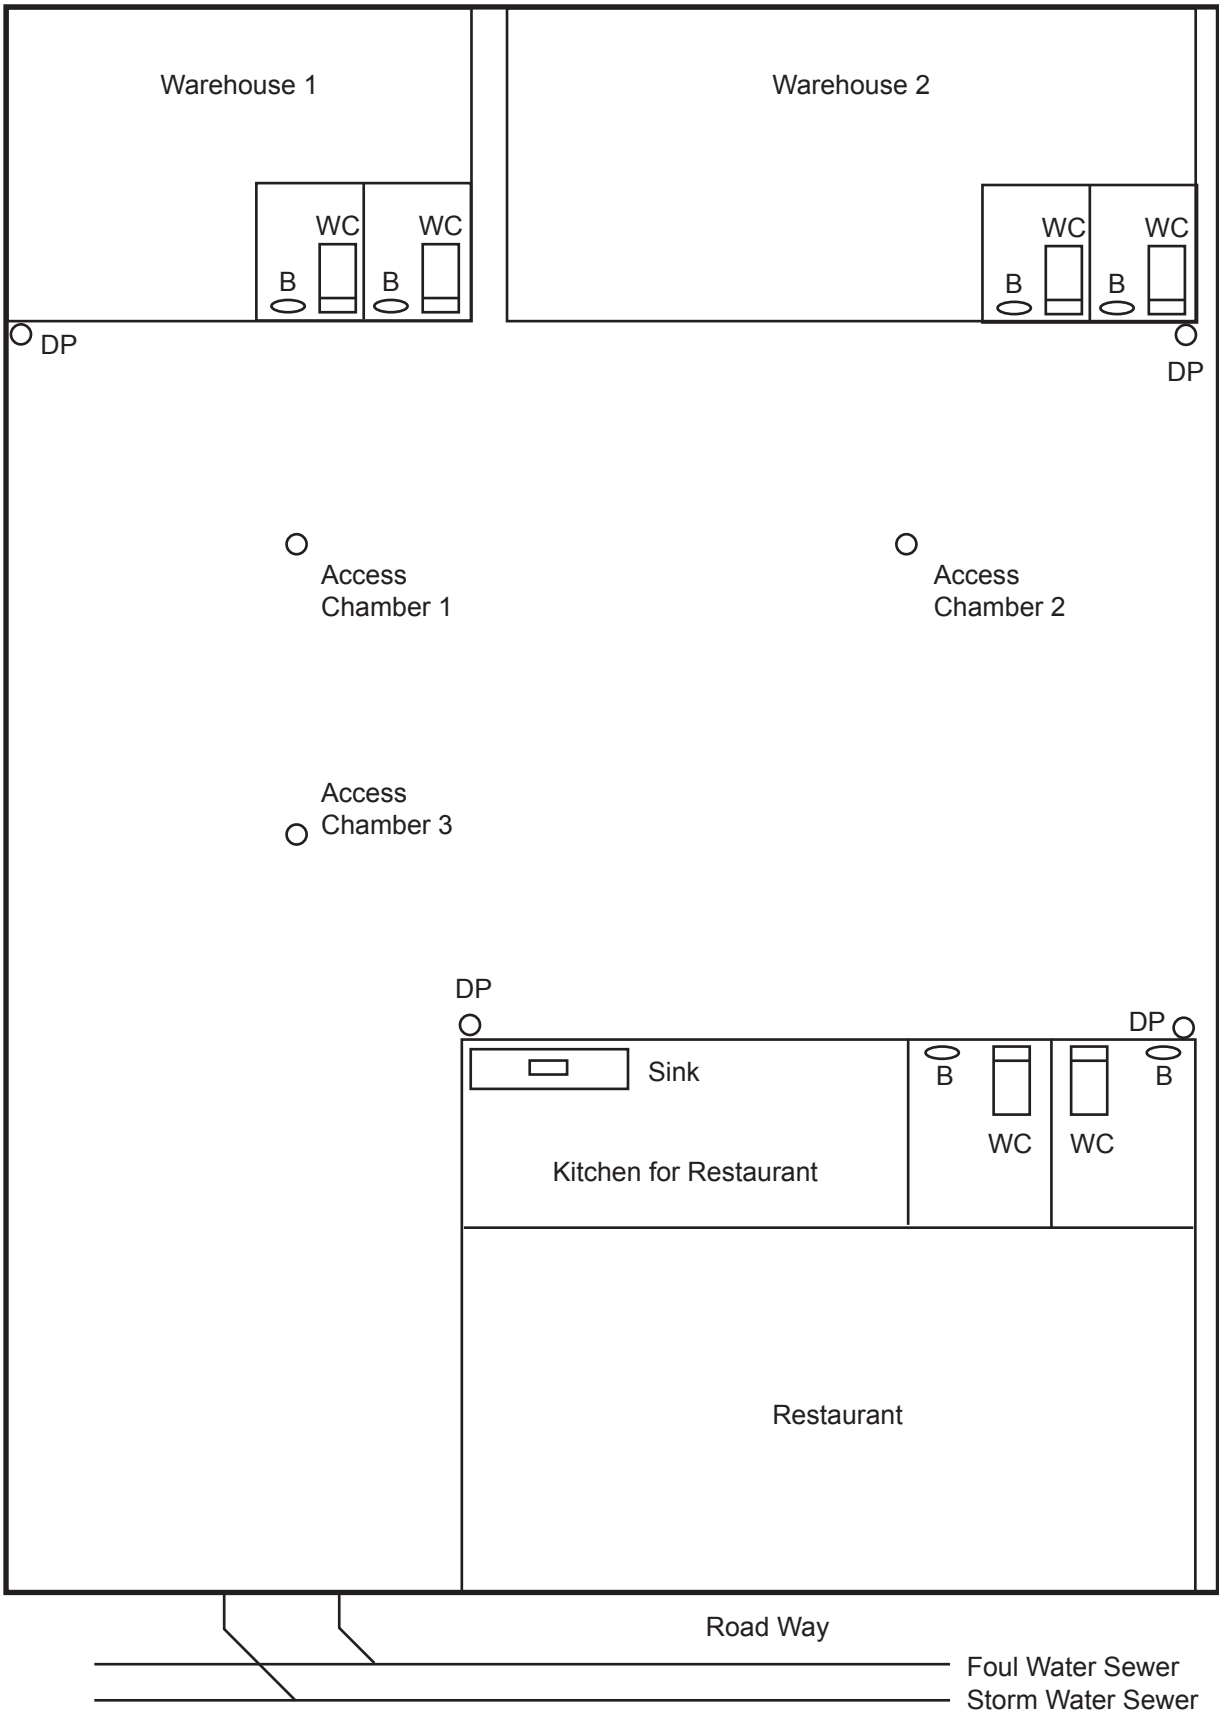 Warehouse 1
Warehouse 2
WC
WC
B
B
WC
WC
B
B
DP
DP
Access
Chamber 1
Access
Chamber 2
Access
Chamber 3
DP
DP
Sink
B
B
WC
WC
Kitchen for Restaurant
Restaurant
Road Way
Foul Water Sewer
Storm Water Sewer